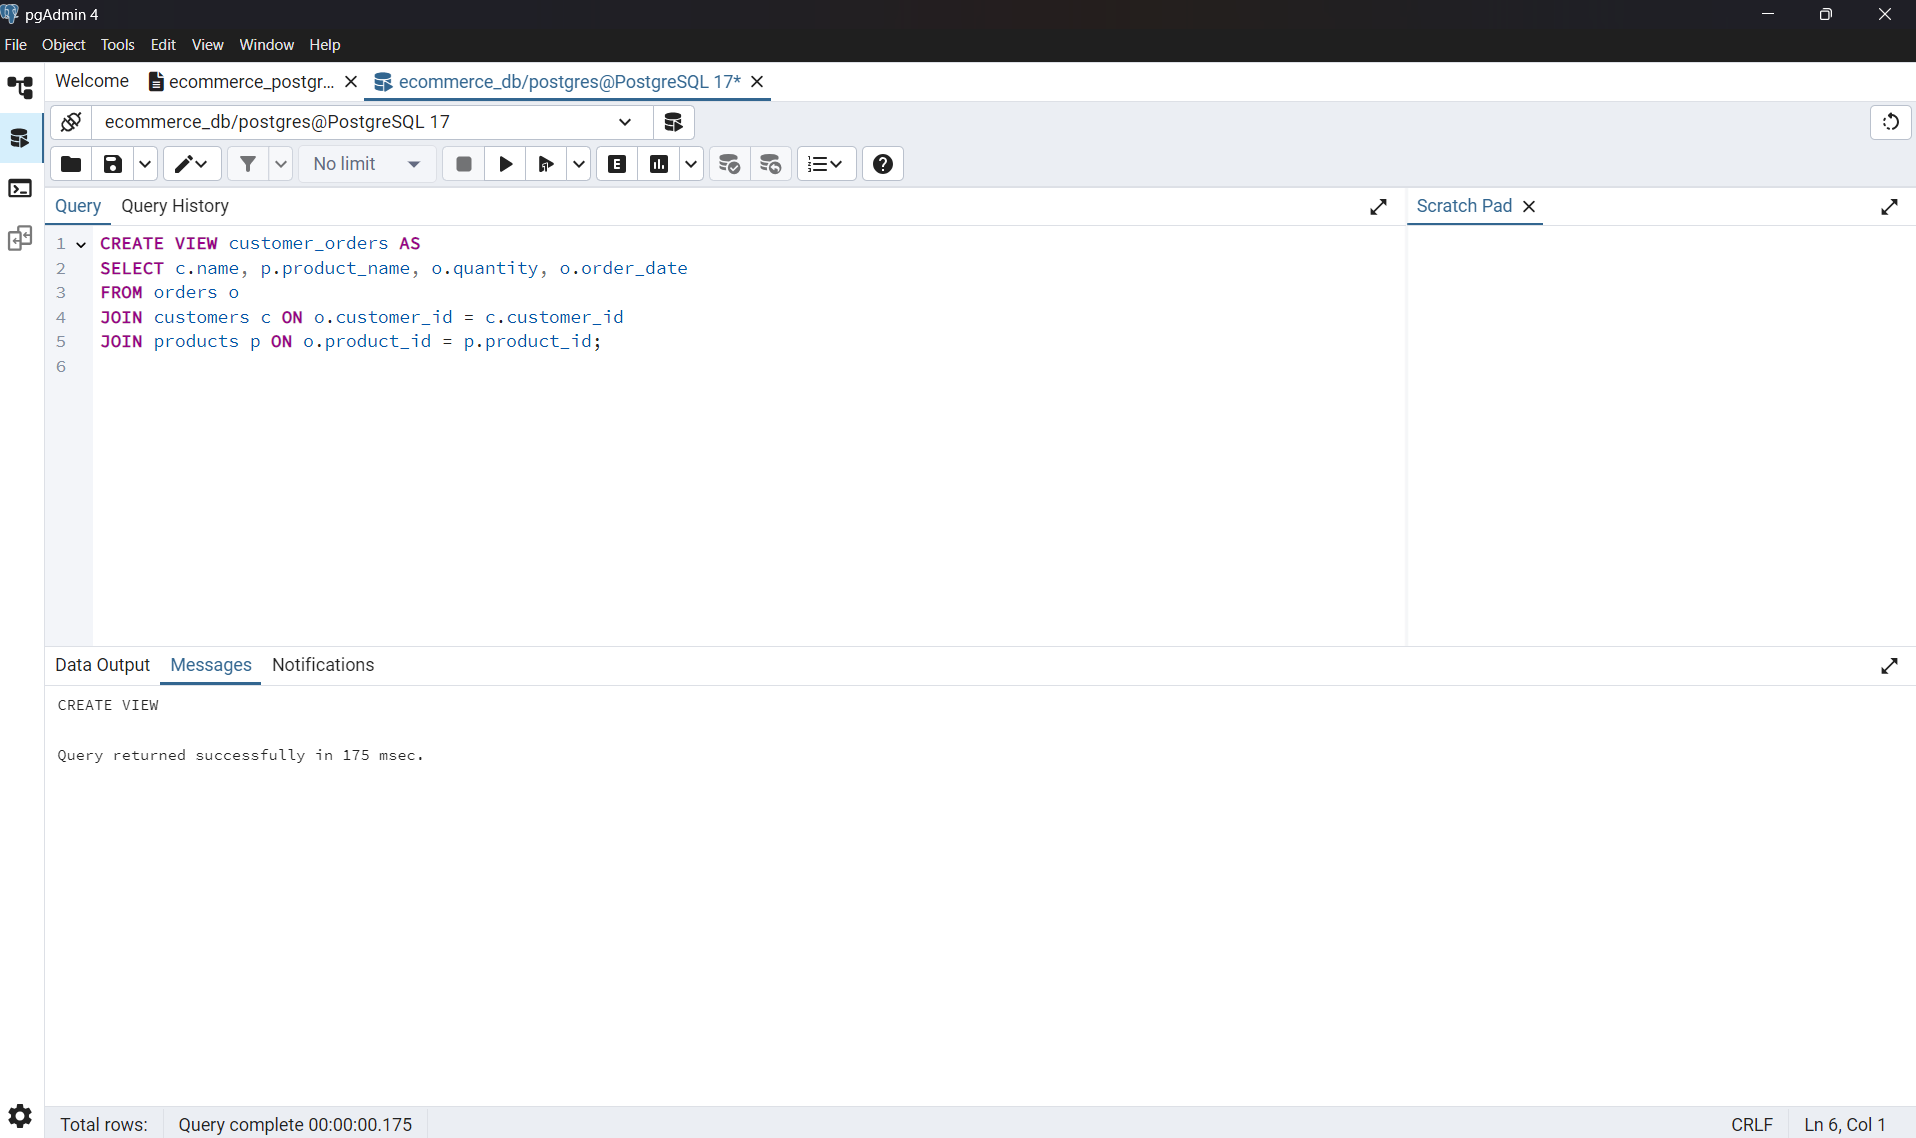 pgAdmin 4
File Object Tools Edit View Window Help
Welcome ecommerce_postgr... ecommerce_db/postgres@PostgreSQL 17*
ecommerce_db/postgres@PostgreSQL 17
No limit E
Query Query History Scratch Pad
1 CREATE VIEW customer_orders AS
2 SELECT c.name, p.product_name, o.quantity, o.order_date
3 FROM orders o
4 JOIN customers c ON o.customer_id = c.customer_id
5 JOIN products p ON o.product_id = p.product_id;
6
Data Output Messages Notifications
CREATE VIEW
Query returned successfully in 175 msec.
Total rows: Query complete 00:00:00.175 CRLF Ln 6, Col 1